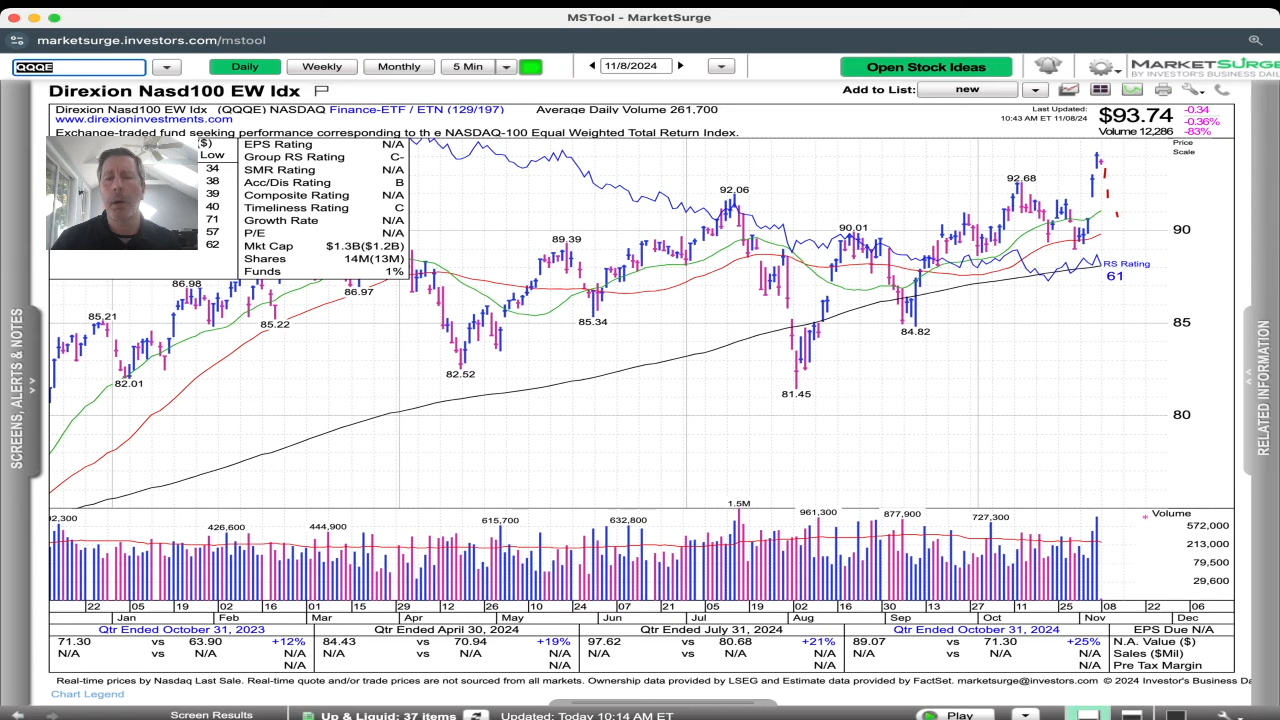 MSTool - MarketSurge
marketsurge.investors.com/mstool
QQQE Daily Weekly Monthly 5 Min 11/8/2024 Open Stock Ideas MARKETSURGE
BY INVESTOR'S BUSINESS DAI
Direxion Nasd100 EW Idx Add to List: new
Direxion Nasd100 EW Idx (QQQE) NASDAQ Finance-ETF / ETN (129/197) Average Daily Volume 261,700
www.direxioninvestments.com
Exchange-traded fund seeking performance corresponding to th e NASDAQ-100 Equal Weighted Total Return Index.
Last Updated:
10:43 AM ET 11/08/24
$93.74 -0.34
-0.36%
Volume 12,286 -83%
Price
Scale
($)
Low
34
38
39
40
71
57
62
EPS Rating N/A
Group RS Rating C-
SMR Rating N/A
Acc/Dis Rating B
Composite Rating N/A
Timeliness Rating C
Growth Rate N/A
P/E N/A
Mkt Cap $1.3B($1.2B)
Shares 14M(13M)
Funds 1%
92.06
92.68
89.39
90.01
90
RS Rating
61
86.98
86.97
85.21
85.22
85.34
84.82
85
82.01
82.52
81.45
80
92,300
426,600
444,900
615,700
632,800
1.5M
961,300
877,900
727,300
Volume
572,000
213,000
79,500
29,600
22 05 19 02 16 01 15 29 12 26 10 24 07 21 05 19 02 16 30 13 27 11 25 08 22 06
Jan Feb Mar Apr May Jun Jul Aug Sep Oct Nov Dec
Qtr Ended October 31, 2023 Qtr Ended April 30, 2024 Qtr Ended July 31, 2024 Qtr Ended October 31, 2024 EPS Due N/A
71.30 vs 63.90 +12% 84.43 vs 70.94 +19% 97.62 vs 80.68 +21% 89.07 vs 71.30 +25% N.A. Value ($)
N/A vs N/A N/A N/A vs N/A N/A N/A vs N/A N/A N/A vs N/A N/A Sales ($Mil)
N/A N/A N/A N/A Pre Tax Margin
Real-time prices by Nasdaq Last Sale. Real-time quote and/or trade prices are not sourced from all markets. Ownership data provided by LSEG and Estimate data provided by FactSet. marketsurge@investors.com © 2024 Investor's Business Da
Chart Legend
SCREENS, ALERTS & NOTES
RELATED INFORMATION
Screen Results Up & Liquid: 37 items Updated: Today 10:14 AM ET Play